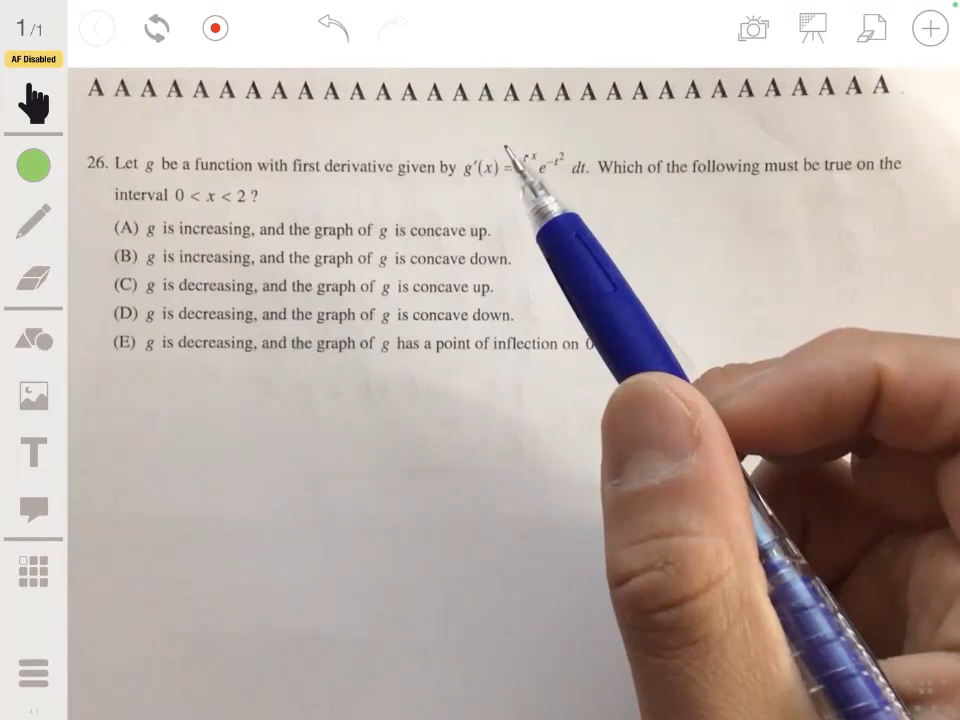 1/1
AF Disabled
T
A A A A A A A A A A A A A A A A A A A A A A A A A A A A A A A
26. Let g be a function with first derivative given by g′(x) = ∫ˣ e^{-t²} dt. Which of the following must be true on the
interval 0 < x < 2 ?
(A) g is increasing, and the graph of g is concave up.
(B) g is increasing, and the graph of g is concave down.
(C) g is decreasing, and the graph of g is concave up.
(D) g is decreasing, and the graph of g is concave down.
(E) g is decreasing, and the graph of g has a point of inflection on 0